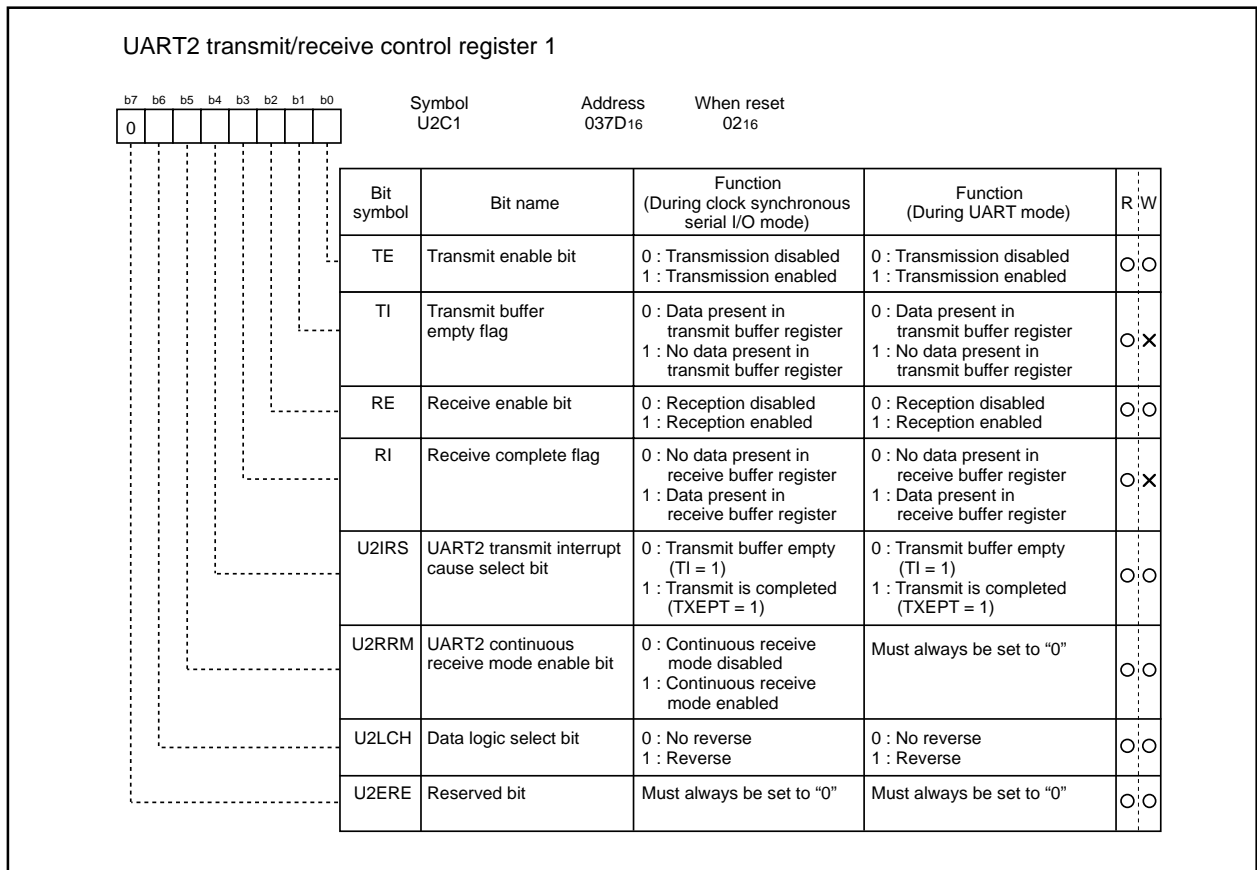 UART2 transmit/receive control register 1
b7 b6 b5 b4 b3 b2 b1 b0
0
Symbol Address When reset
U2C1 037D16 0216
Bit symbol Bit name Function (During clock synchronous serial I/O mode) Function (During UART mode) R W
TE Transmit enable bit
0 : Transmission disabled
1 : Transmission enabled
0 : Transmission disabled
1 : Transmission enabled
TI Transmit buffer
empty flag
0 : Data present in
transmit buffer register
1 : No data present in
transmit buffer register
0 : Data present in
transmit buffer register
1 : No data present in
transmit buffer register
RE Receive enable bit
0 : Reception disabled
1 : Reception enabled
0 : Reception disabled
1 : Reception enabled
RI Receive complete flag
0 : No data present in
receive buffer register
1 : Data present in
receive buffer register
0 : No data present in
receive buffer register
1 : Data present in
receive buffer register
U2IRS UART2 transmit interrupt
cause select bit
0 : Transmit buffer empty
(TI = 1)
1 : Transmit is completed
(TXEPT = 1)
0 : Transmit buffer empty
(TI = 1)
1 : Transmit is completed
(TXEPT = 1)
U2RRM UART2 continuous
receive mode enable bit
0 : Continuous receive
mode disabled
1 : Continuous receive
mode enabled
Must always be set to “0”
U2LCH Data logic select bit
0 : No reverse
1 : Reverse
0 : No reverse
1 : Reverse
U2ERE Reserved bit
Must always be set to “0”
Must always be set to “0”